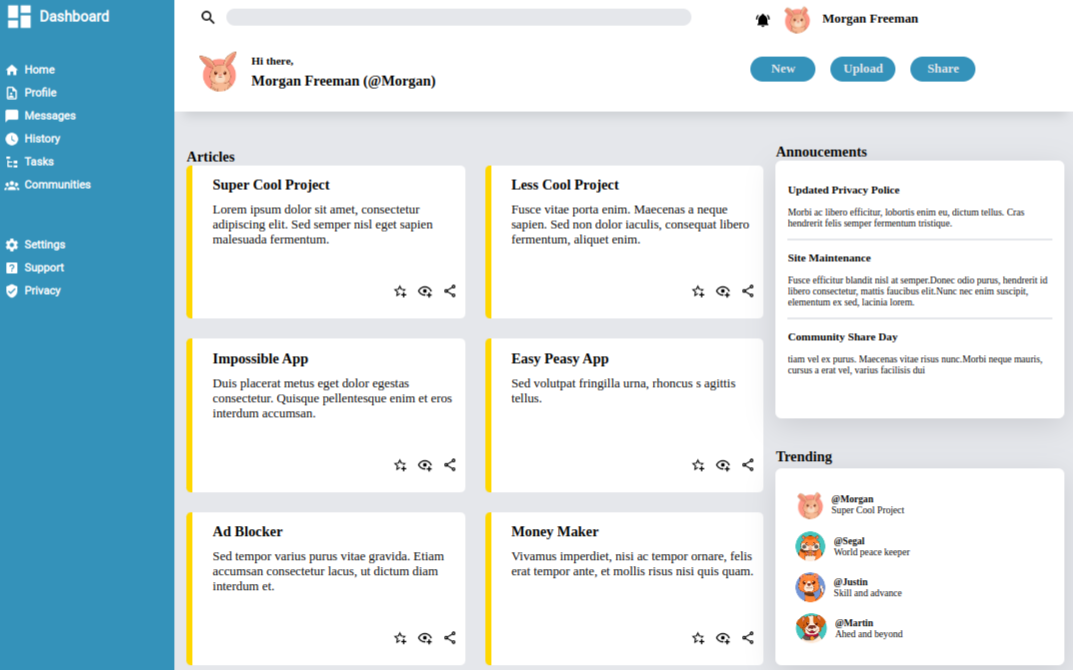 Dashboard
Home
Profile
Messages
History
Tasks
Communities
Settings
Support
Privacy
Morgan Freeman
Hi there,
Morgan Freeman (@Morgan)
New
Upload
Share
Articles
Super Cool Project
Lorem ipsum dolor sit amet, consectetur
adipiscing elit. Sed semper nisl eget sapien
malesuada fermentum.
Less Cool Project
Fusce vitae porta enim. Maecenas a neque
sapien. Sed non dolor iaculis, consequat libero
fermentum, aliquet enim.
Impossible App
Duis placerat metus eget dolor egestas
consectetur. Quisque pellentesque enim et eros
interdum accumsan.
Easy Peasy App
Sed volutpat fringilla urna, rhoncus s agittis
tellus.
Ad Blocker
Sed tempor varius purus vitae gravida. Etiam
accumsan consectetur lacus, ut dictum diam
interdum et.
Money Maker
Vivamus imperdiet, nisi ac tempor ornare, felis
erat tempor ante, et mollis risus nisi quis quam.
Annoucements
Updated Privacy Police
Morbi ac libero efficitur, lobortis enim eu, dictum tellus. Cras
hendrerit felis semper fermentum tristique.
Site Maintenance
Fusce efficitur blandit nisl at semper.Donec odio purus, hendrerit id
libero consectetur, mattis faucibus elit.Nunc nec enim suscipit,
elementum ex sed, lacinia lorem.
Community Share Day
tiam vel ex purus. Maecenas vitae risus nunc.Morbi neque mauris,
cursus a erat vel, varius facilisis dui
Trending
@Morgan
Super Cool Project
@Segal
World peace keeper
@Justin
Skill and advance
@Martin
Ahed and beyond